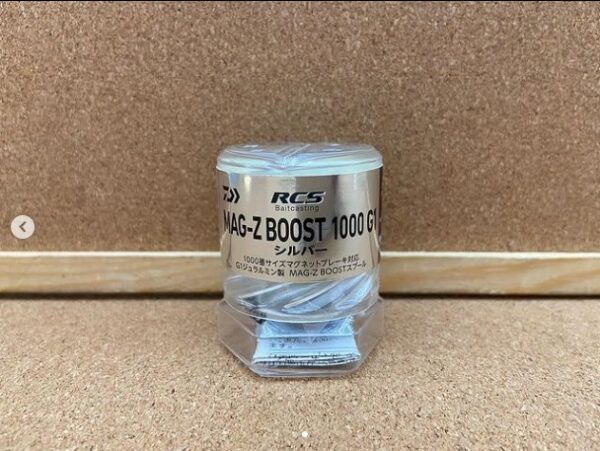 RCS
Baitcasting
MAG-Z BOOST 1000 G1
シルバー
1000番サイズマグネットブレーキ対応
G1ジュラルミン製 MAG-Z BOOSTスプール